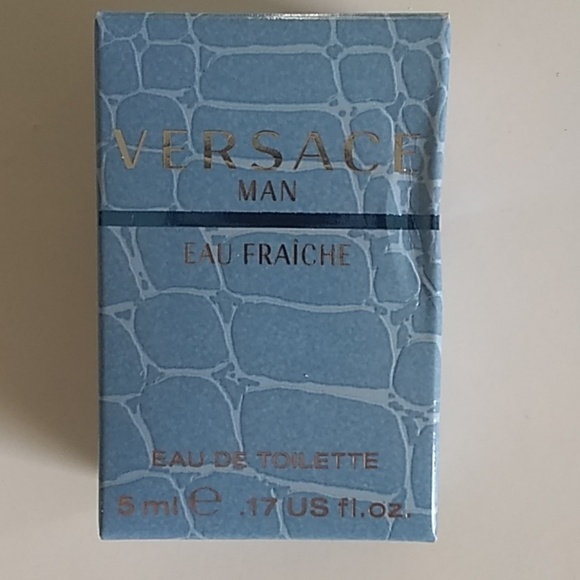 VERSACE
MAN
EAU FRAÎCHE
EAU DE TOILETTE
5 ml ℮ .17 US fl.oz.